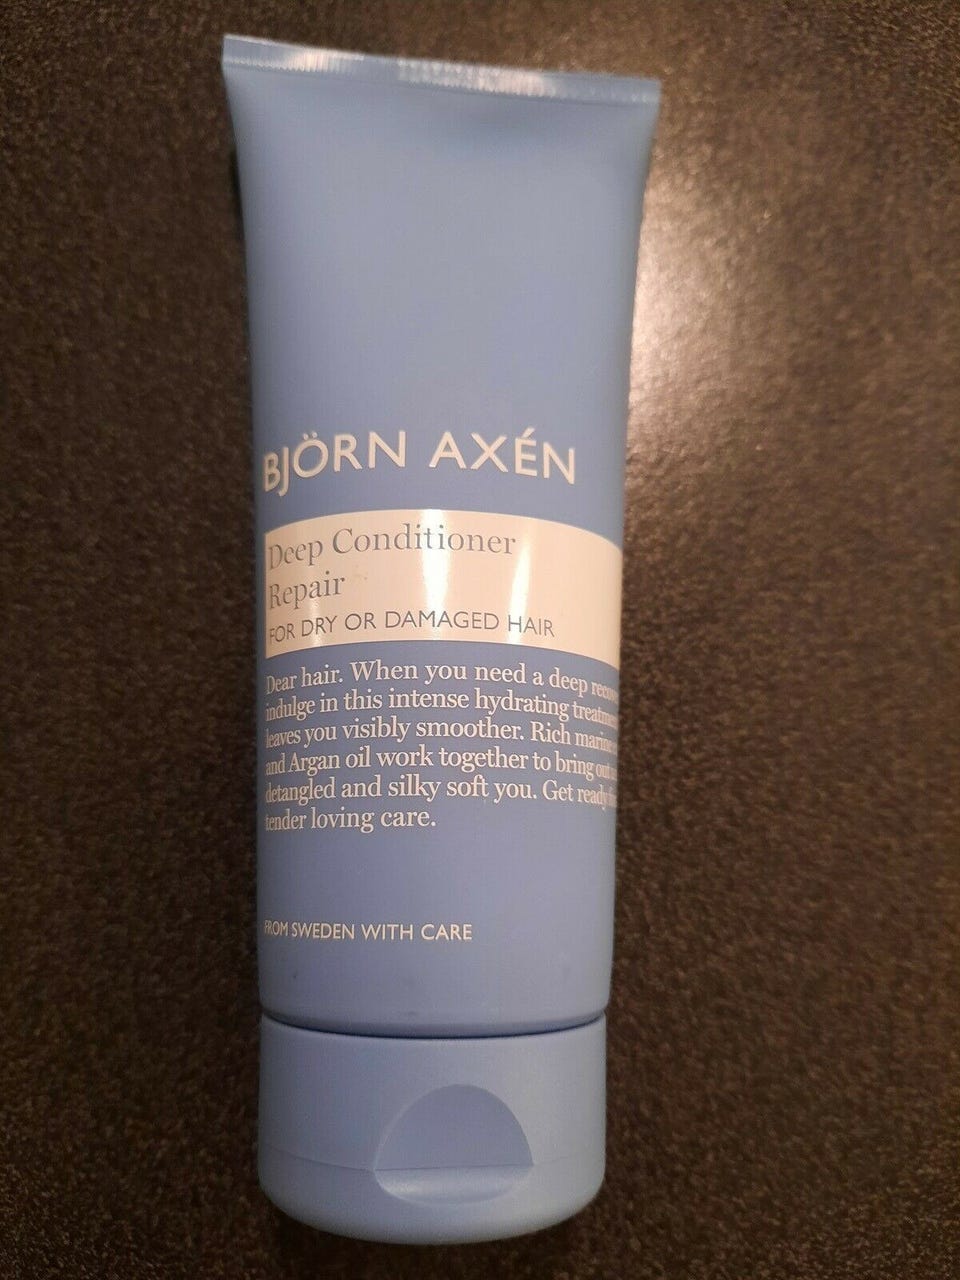 BJÖRN AXÉN
Deep Conditioner
Repair
FOR DRY OR DAMAGED HAIR
Dear hair. When you need a deep
indulge in this intense hydrating
leaves you visibly smoother. Rich marine
and Argan oil work together to bring out
detangled and silky soft you. Get ready
tender loving care.
FROM SWEDEN WITH CARE